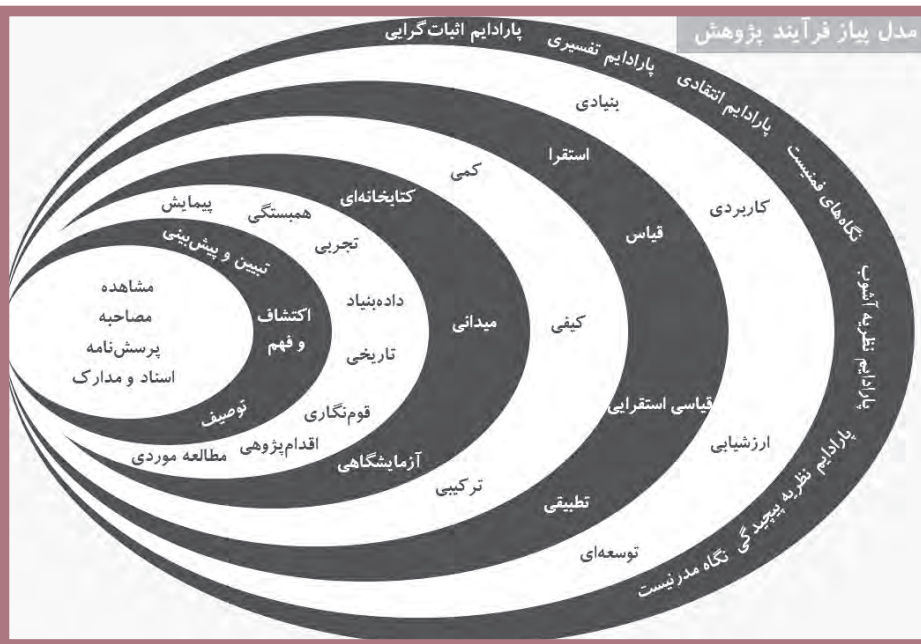 مدل پیاز فرآیند پژوهش
پارادایم اثبات‌گرایی
پارادایم تفسیری
پارادایم انتقادی
نگاه‌های فمنیست
پارادایم نظریه آشوب
پارادایم نظریه پیچیدگی
نگاه مدرنیست
بنیادی
کاربردی
ارزشیابی
توسعه‌ای
استقرا
قیاس
قیاسی استقرایی
تطبیقی
کمی
کیفی
ترکیبی
کتابخانه‌ای
میدانی
آزمایشگاهی
پیمایش
همبستگی
تجربی
داده‌بنیاد
تاریخی
قوم‌نگاری
اقدام‌پژوهی
مطالعه موردی
تبیین و پیش‌بینی
اکتشاف
و فهم
توصیف
مشاهده
مصاحبه
پرسش‌نامه
اسناد و مدارک